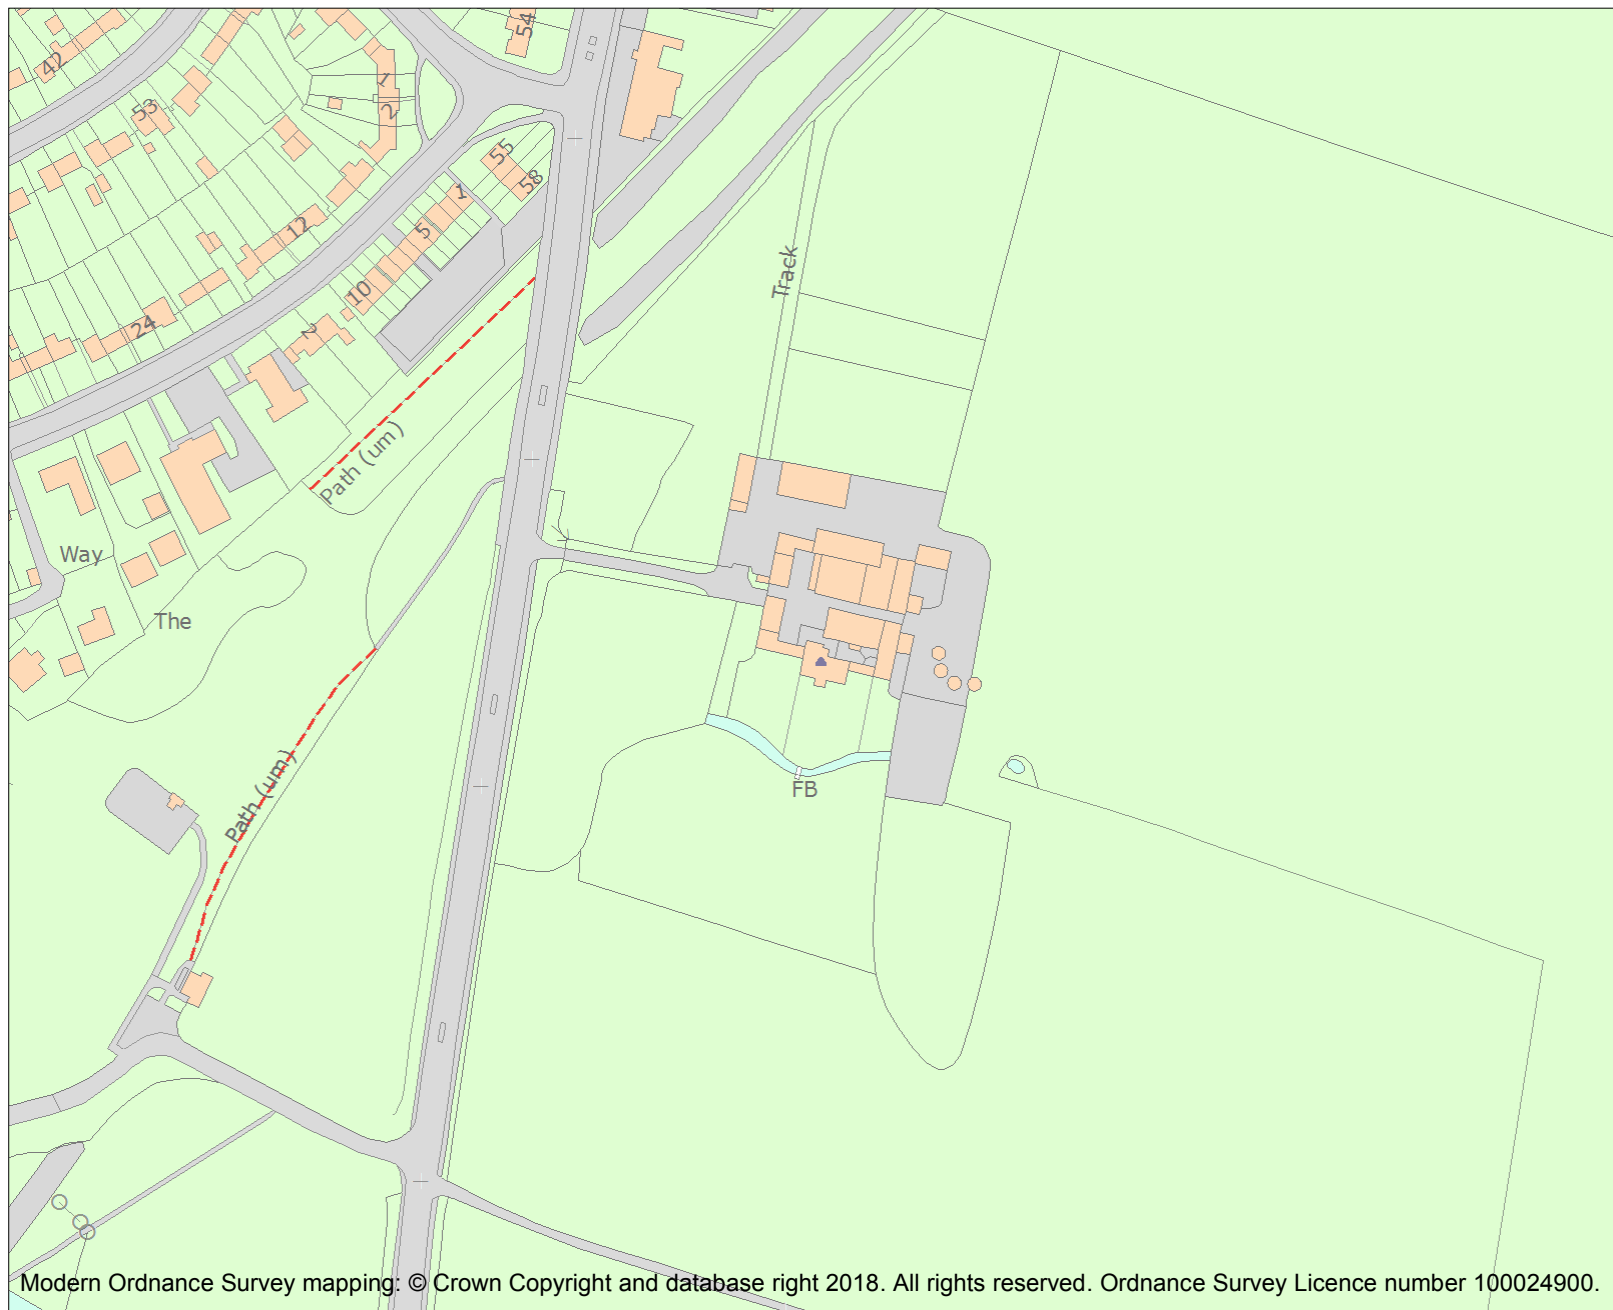 54
42
1
53
2
55
58
1
12
5
Track
10
2
24
Path (um)
Way
The
Path (um)
FB
Modern Ordnance Survey mapping: © Crown Copyright and database right 2018. All rights reserved. Ordnance Survey Licence number 100024900.